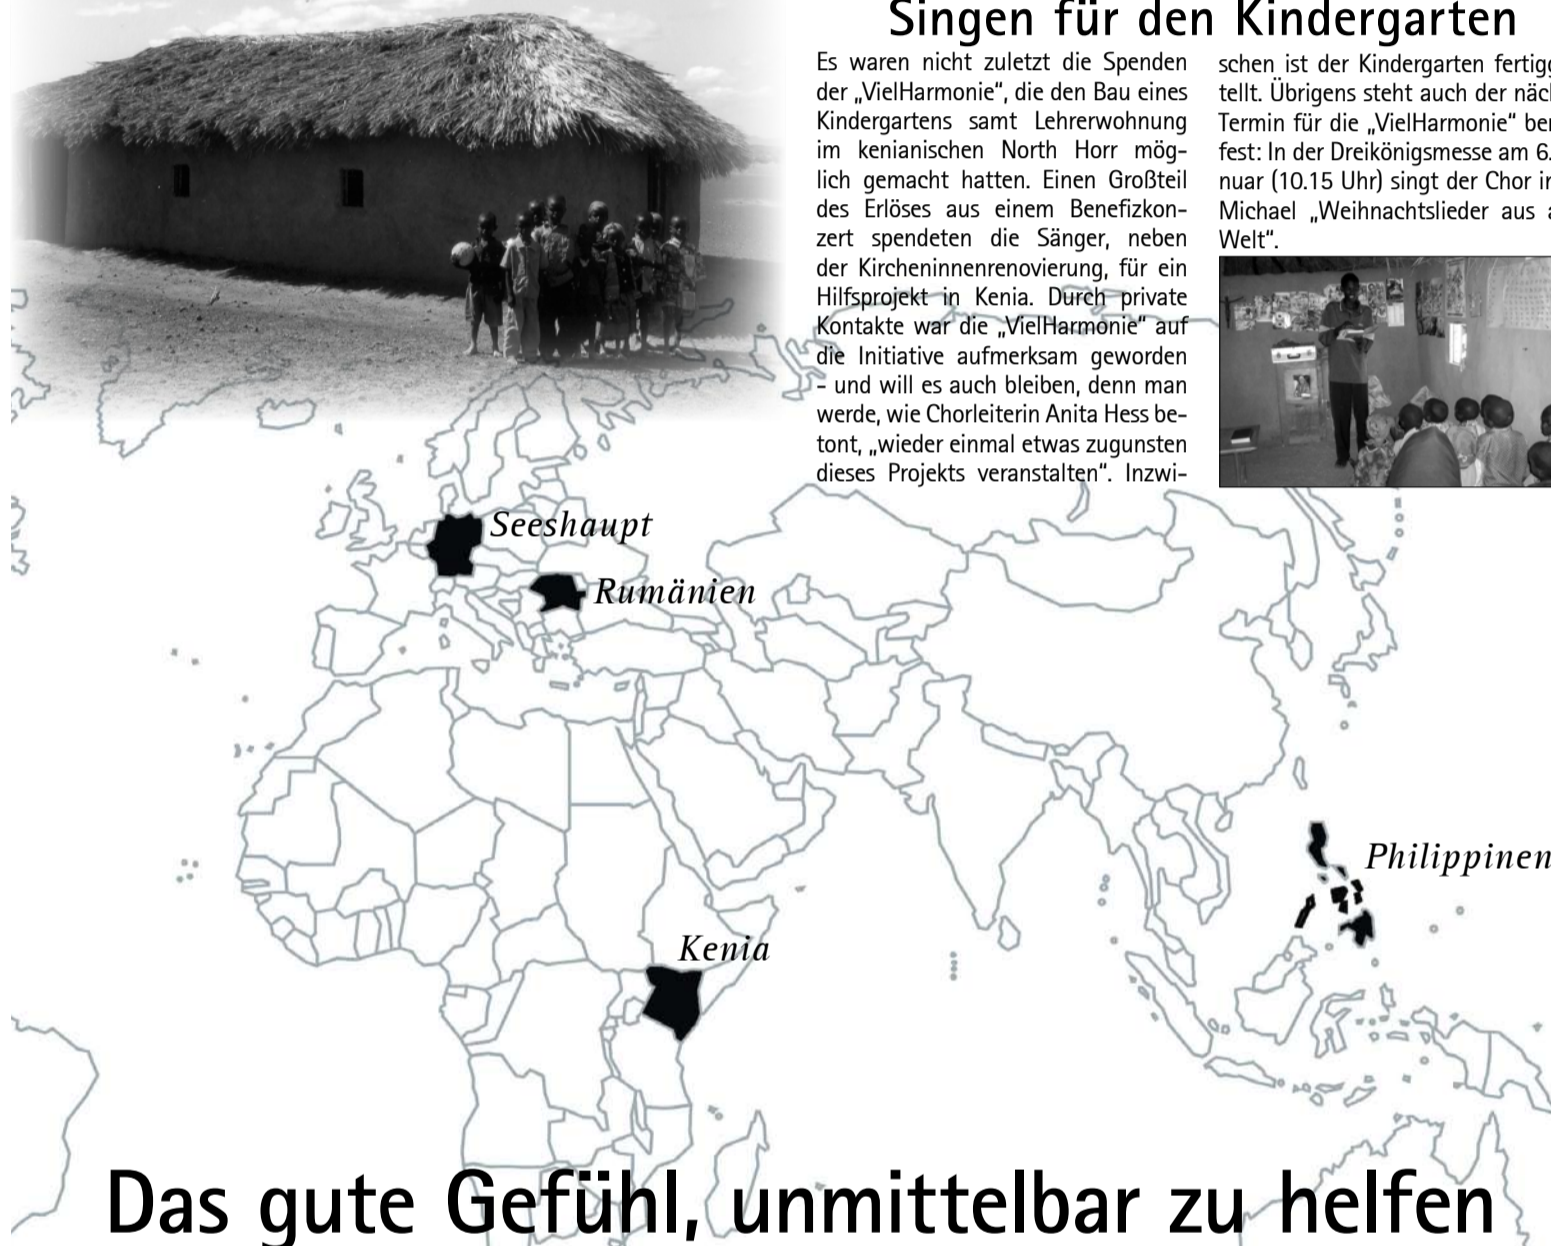 Singen für den Kindergarten
Es waren nicht zuletzt die Spenden
der „VielHarmonie“, die den Bau eines
Kindergartens samt Lehrerwohnung
im kenianischen North Horr mög-
lich gemacht hatten. Einen Großteil
des Erlöses aus einem Benefizkon-
zert spendeten die Sänger, neben
der Kircheninnenrenovierung, für ein
Hilfsprojekt in Kenia. Durch private
Kontakte war die „VielHarmonie“ auf
die Initiative aufmerksam geworden
- und will es auch bleiben, denn man
werde, wie Chorleiterin Anita Hess be-
tont, „wieder einmal etwas zugunsten
dieses Projekts veranstalten“. Inzwi-
schen ist der Kindergarten
tellt. Übrigens steht auch der
Termin für die „VielHarmonie“
fest: In der Dreikönigsmesse am 6.
nuar (10.15 Uhr) singt der Chor
Michael „Weihnachtslieder aus
Welt“.
Seeshaupt
Rumänien
Philippinen
Kenia
Das gute Gefühl, unmittelbar zu helfen